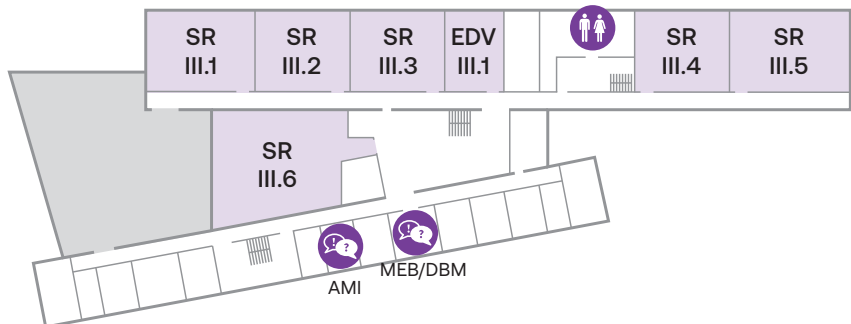 SR
III.1
SR
III.2
SR
III.3
EDV
III.1
SR
III.4
SR
III.5
SR
III.6
! ?
! ?
AMI
MEB/DBM